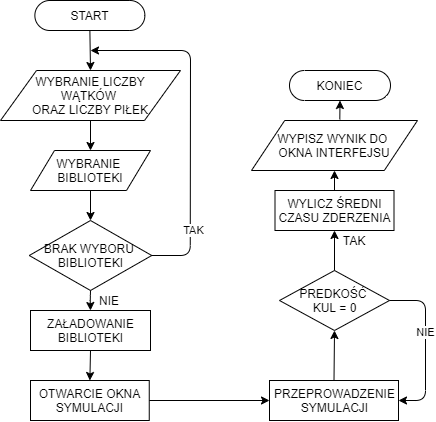 START
WYBRANIE LICZBY
WĄTKÓW
ORAZ LICZBY PIŁEK
WYBRANIE
BIBLIOTEKI
BRAK WYBORU
BIBLIOTEKI
TAK
NIE
ZAŁADOWANIE
BIBLIOTEKI
OTWARCIE OKNA
SYMULACJI
PRZEPROWADZENIE
SYMULACJI
PREDKOŚĆ
KUL = 0
NIE
TAK
WYLICZ ŚREDNI
CZASU ZDERZENIA
WYPISZ WYNIK DO
OKNA INTERFEJSU
KONIEC